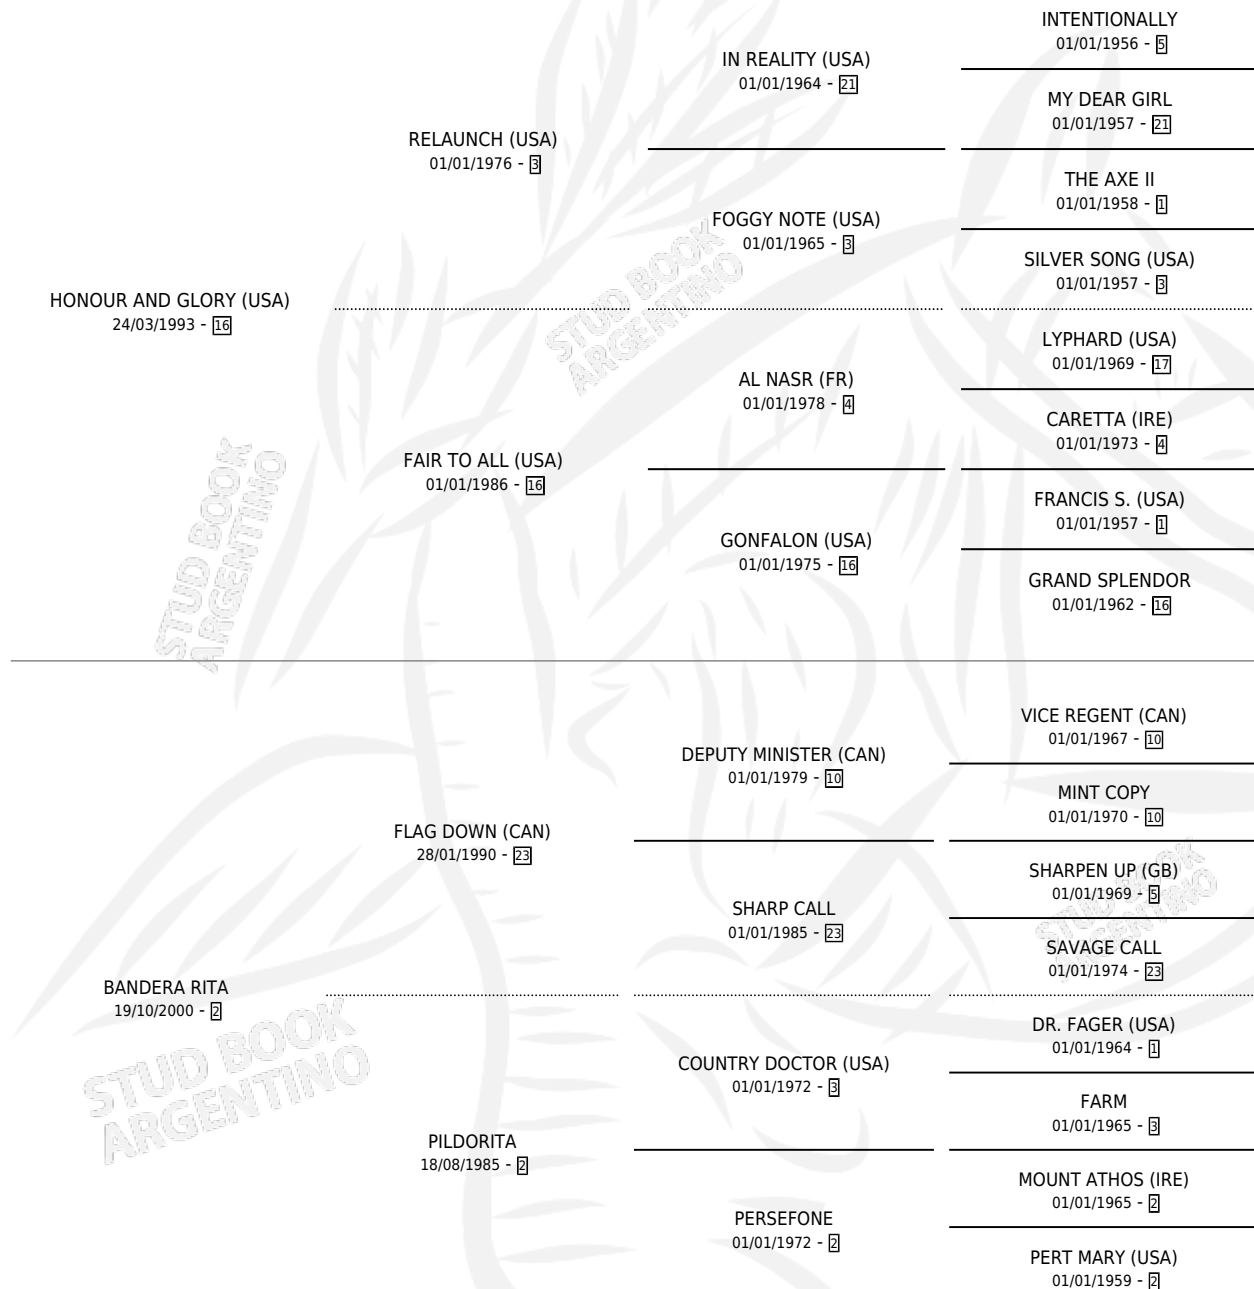 INTENTIONALLY
01/01/1956 - 5
IN REALITY (USA)
01/01/1964 - 21
MY DEAR GIRL
01/01/1957 - 21
RELAUNCH (USA)
01/01/1976 - 3
THE AXE II
01/01/1958 - 1
FOGGY NOTE (USA)
01/01/1965 - 3
SILVER SONG (USA)
01/01/1957 - 3
HONOUR AND GLORY (USA)
24/03/1993 - 16
LYPHARD (USA)
01/01/1969 - 17
AL NASR (FR)
01/01/1978 - 4
CARETTA (IRE)
01/01/1973 - 4
FAIR TO ALL (USA)
01/01/1986 - 16
FRANCIS S. (USA)
01/01/1957 - 1
GONFALON (USA)
01/01/1975 - 16
GRAND SPLENDOR
01/01/1962 - 16
VICE REGENT (CAN)
01/01/1967 - 10
DEPUTY MINISTER (CAN)
01/01/1979 - 10
MINT COPY
01/01/1970 - 10
FLAG DOWN (CAN)
28/01/1990 - 23
SHARPEN UP (GB)
01/01/1969 - 5
SHARP CALL
01/01/1985 - 23
SAVAGE CALL
01/01/1974 - 23
BANDERA RITA
19/10/2000 - 2
DR. FAGER (USA)
01/01/1964 - 1
COUNTRY DOCTOR (USA)
01/01/1972 - 3
FARM
01/01/1965 - 3
PILDORITA
18/08/1985 - 2
MOUNT ATHOS (IRE)
01/01/1965 - 2
PERSEFONE
01/01/1972 - 2
PERT MARY (USA)
01/01/1959 - 2
STUD BOOK
ARGENTINO
STUD BOOK
ARGENTINO
STUD BOOK
ARGENTINO
STUD BOOK
ARGENTINO